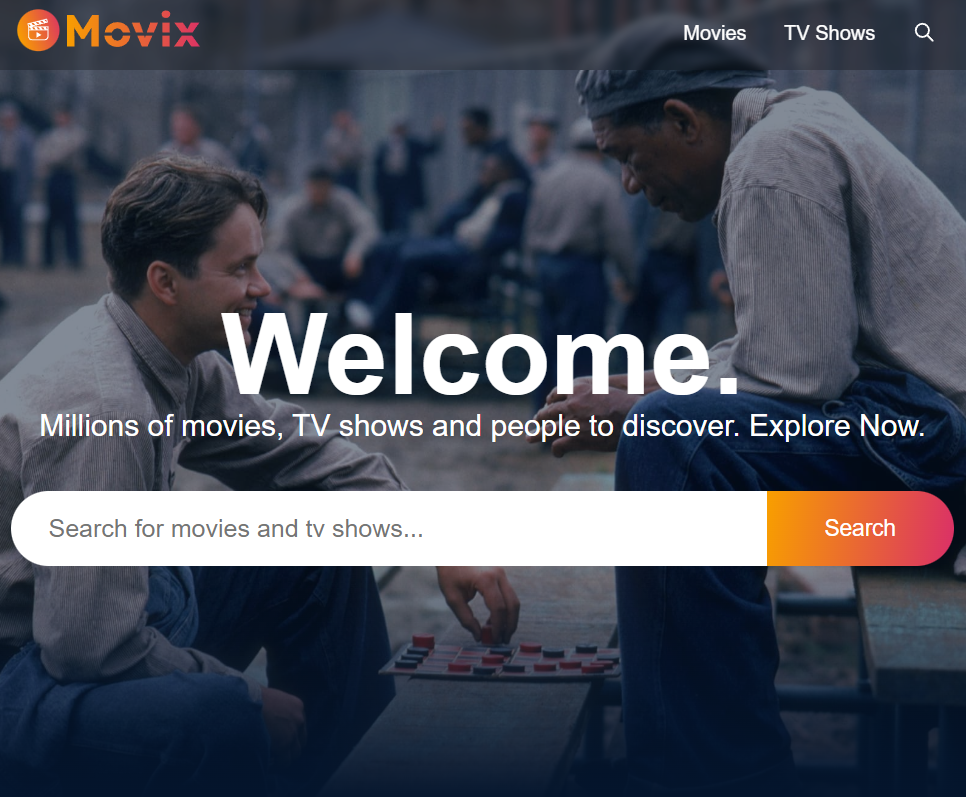 Movix
Movies
TV Shows
Welcome.
Millions of movies, TV shows and people to discover. Explore Now.
Search for movies and tv shows...
Search